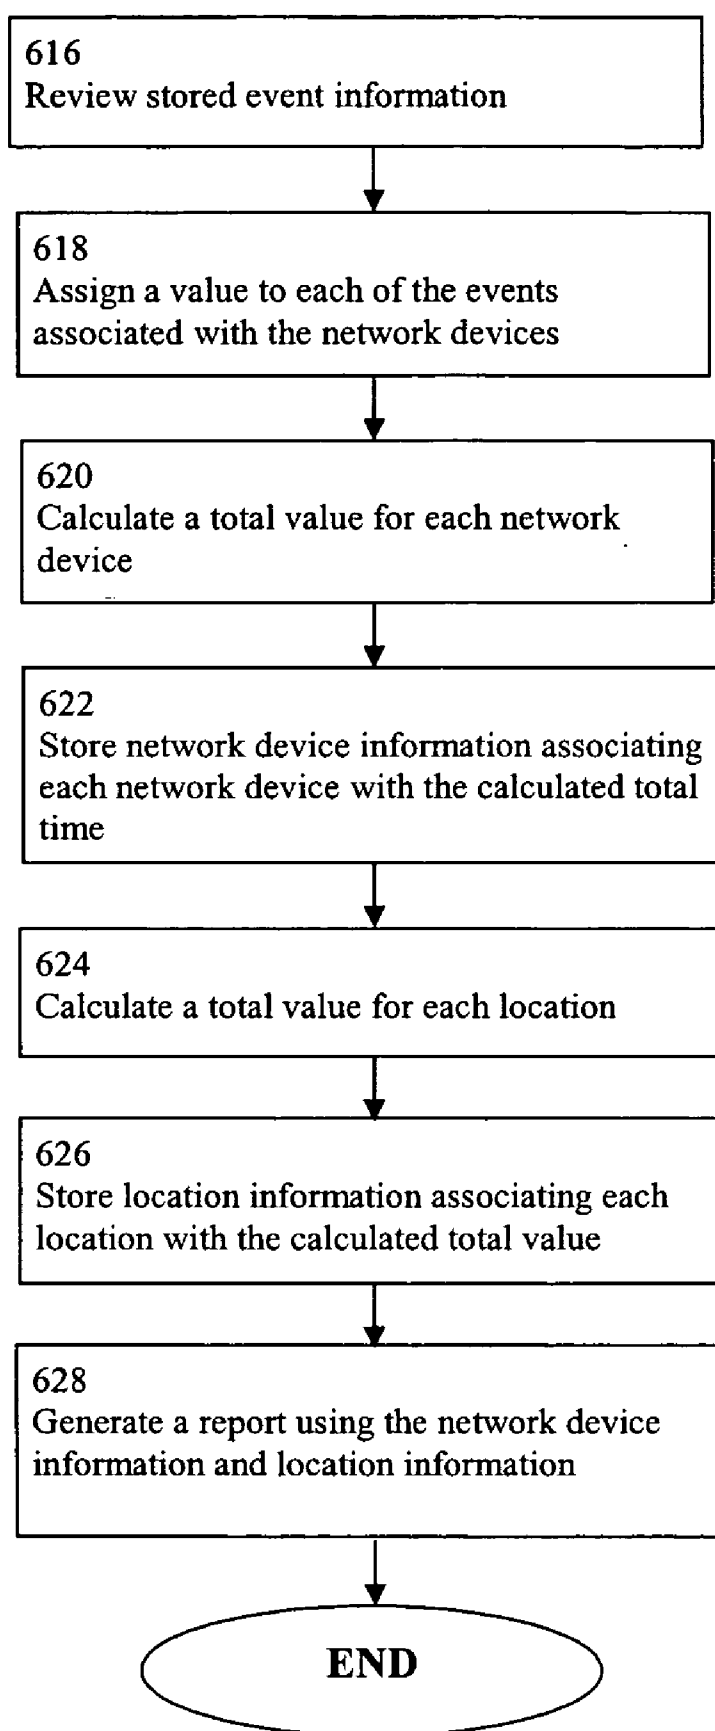 616
Review stored event information
618
Assign a value to each of the events
associated with the network devices
620
Calculate a total value for each network
device
622
Store network device information associating
each network device with the calculated total
time
624
Calculate a total value for each location
626
Store location information associating each
location with the calculated total value
628
Generate a report using the network device
information and location information
END